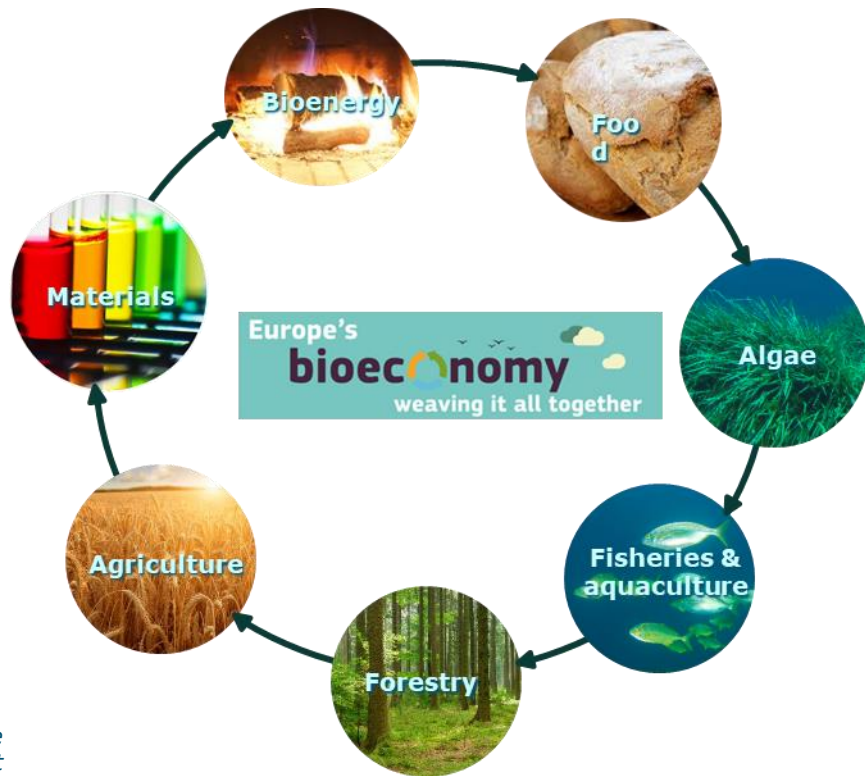 Bioenergy
Foo
d
Materials
Europe's
bioeconomy
weaving it all together
Algae
Agriculture
Fisheries &
aquaculture
Forestry